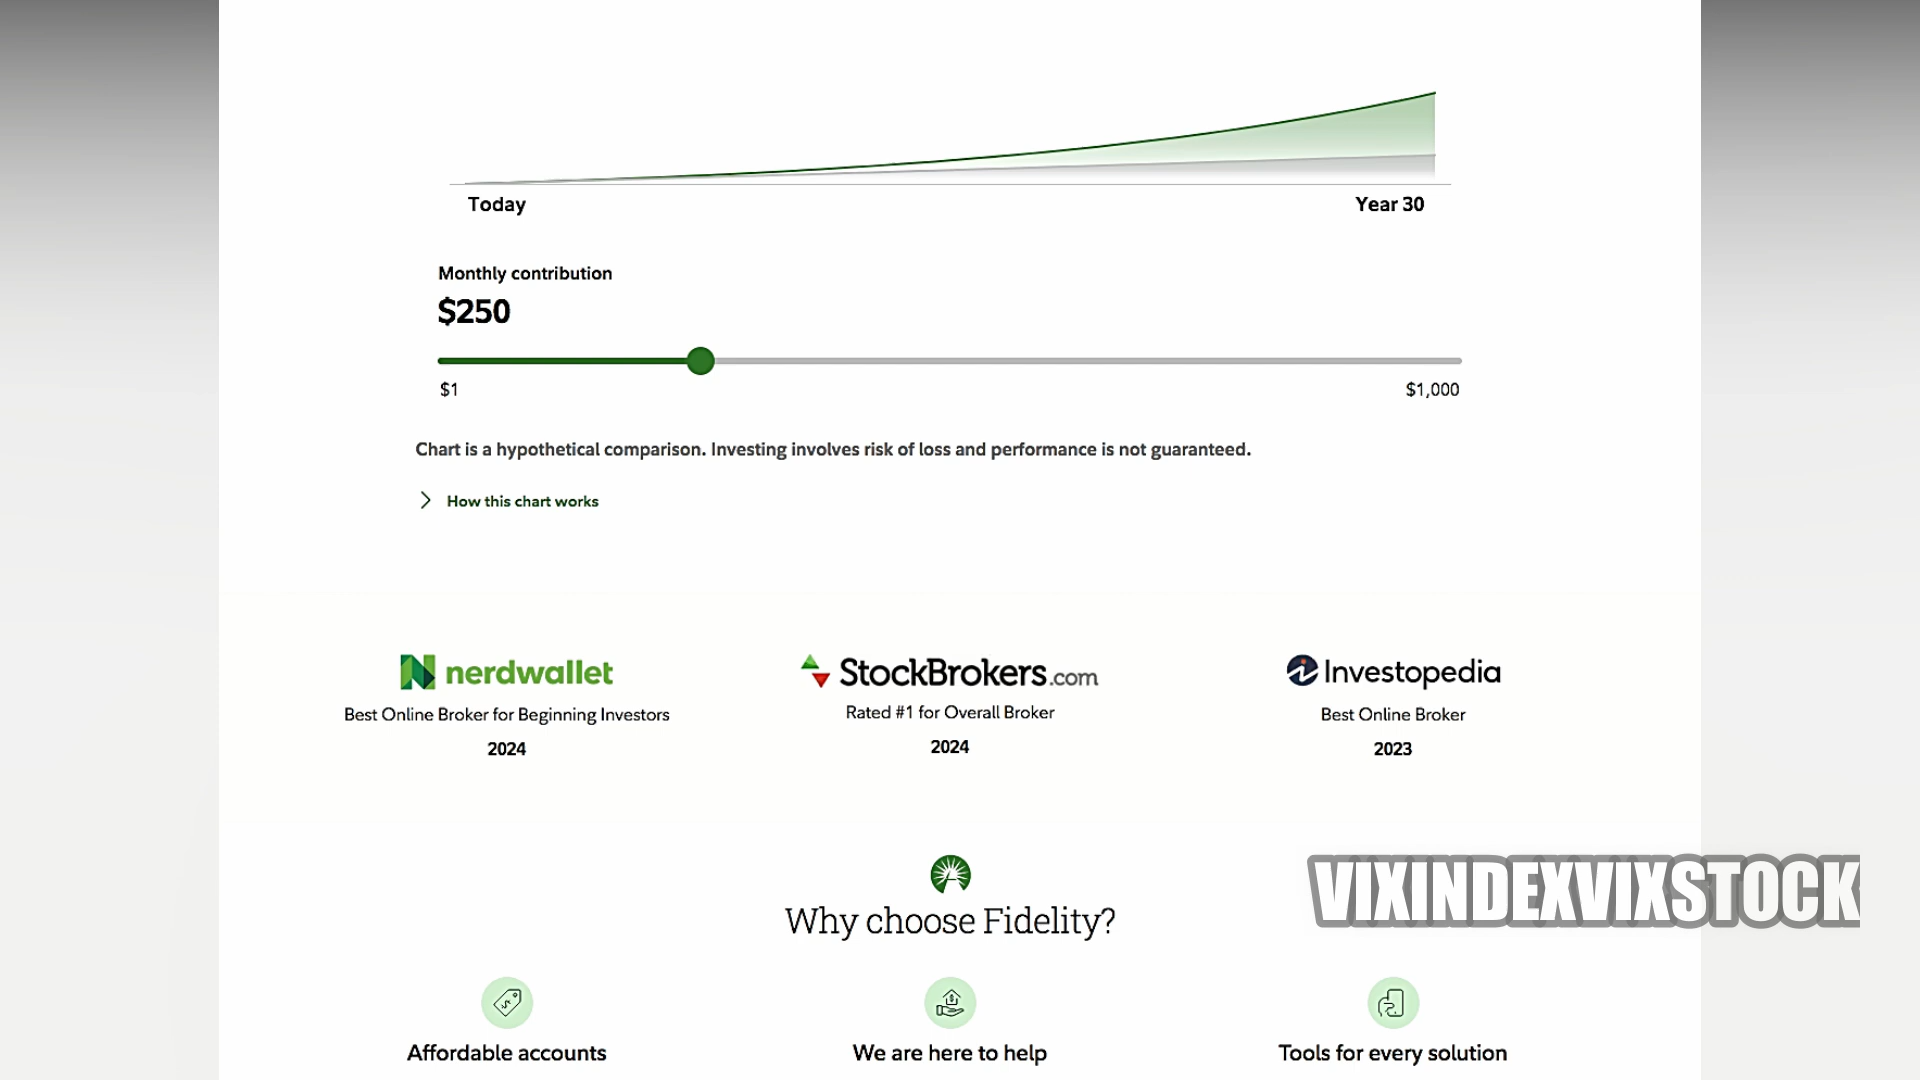 Today
Year 30
Monthly contribution
$250
$1
$1,000
Chart is a hypothetical comparison. Investing involves risk of loss and performance is not guaranteed.
How this chart works
nerdwallet
Best Online Broker for Beginning Investors
2024
StockBrokers.com
Rated #1 for Overall Broker
2024
Investopedia
Best Online Broker
2023
Why choose Fidelity?
VIXINDEXVIXSTOCK
Affordable accounts
We are here to help
Tools for every solution